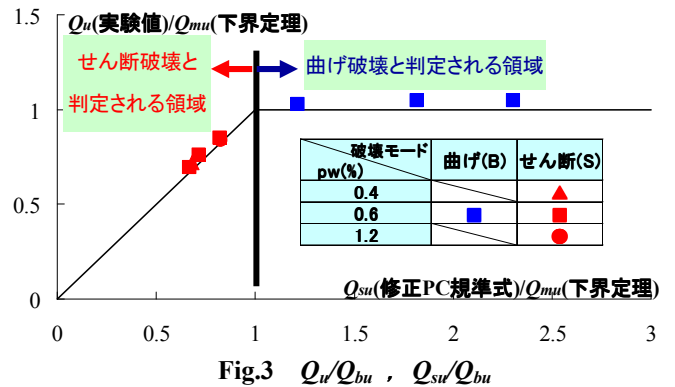 Qu(実験値)/Qmu(下界定理)
1.5
せん断破壊と
判定される領域
曲げ破壊と判定される領域
1
破壊モード
pw(%)
曲げ(B)
せん断(S)
0.4
0.6
1.2
0.5
Qsu(修正PC規準式)/Qmu(下界定理)
0
0 0.5 1 1.5 2 2.5 3
Fig.3 Qu/Qbu , Qsu/Qbu